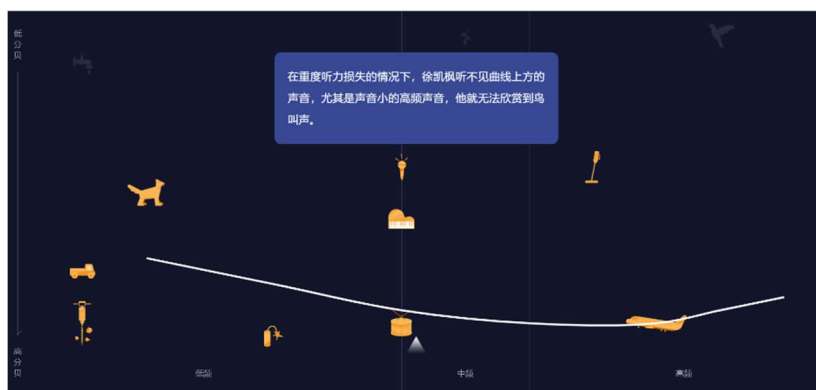 低分贝
在重度听力损失的情况下，徐凯枫听不见曲线上方的
声音，尤其是声音小的高频声音，他就无法欣赏到鸟
叫声。
高分贝
低频
中频
高频